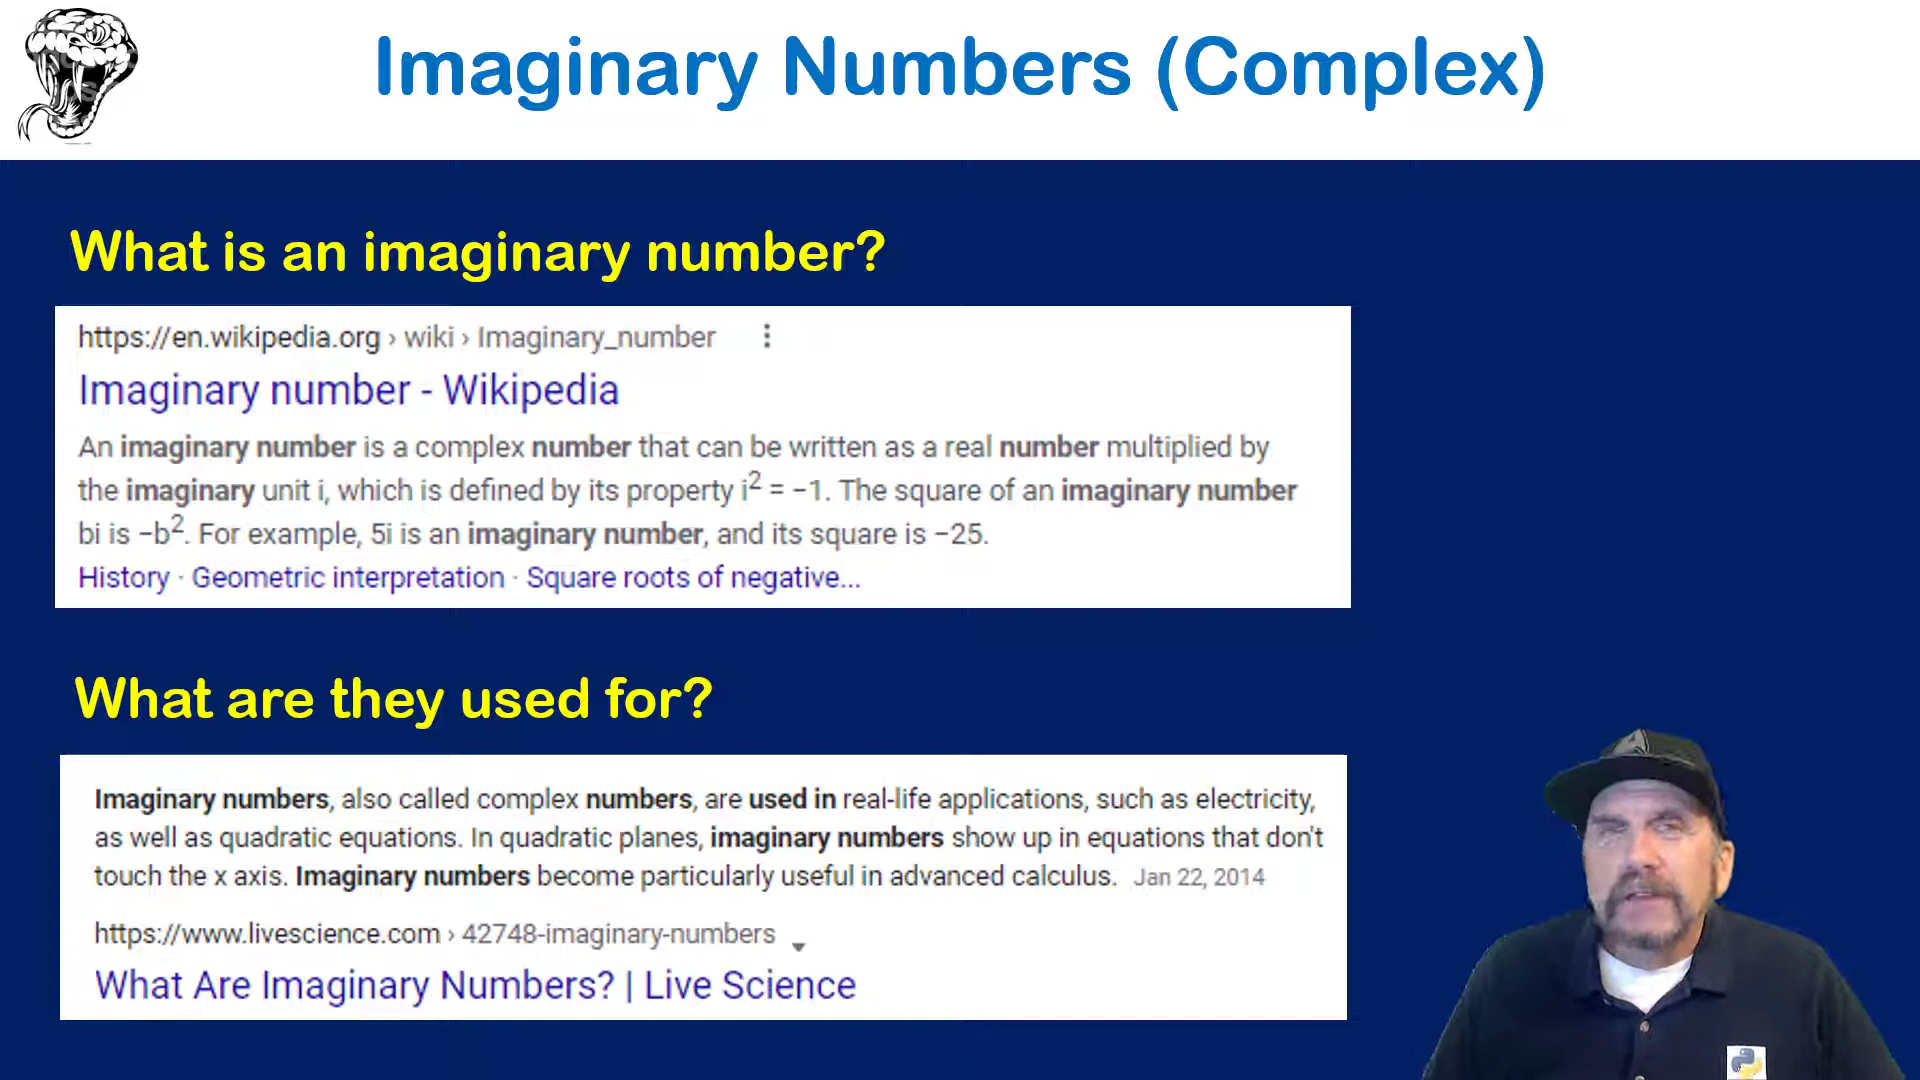 Imaginary Numbers (Complex)
What is an imaginary number?
https://en.wikipedia.org › wiki › Imaginary_number
Imaginary number - Wikipedia
An imaginary number is a complex number that can be written as a real number multiplied by
the imaginary unit i, which is defined by its property i² = −1. The square of an imaginary number
bi is −b². For example, 5i is an imaginary number, and its square is −25.
History · Geometric interpretation · Square roots of negative...
What are they used for?
Imaginary numbers, also called complex numbers, are used in real-life applications, such as electricity,
as well as quadratic equations. In quadratic planes, imaginary numbers show up in equations that don't
touch the x axis. Imaginary numbers become particularly useful in advanced calculus. Jan 22, 2014
https://www.livescience.com › 42748-imaginary-numbers
What Are Imaginary Numbers? | Live Science